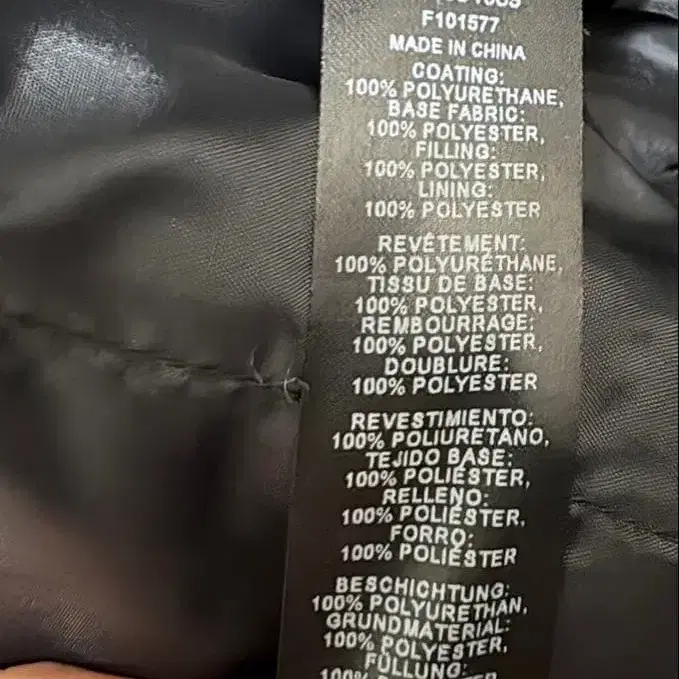 F101577
MADE IN CHINA
COATING:
100% POLYURETHANE,
BASE FABRIC:
100% POLYESTER,
FILLING:
100% POLYESTER,
LINING:
100% POLYESTER
REVÊTEMENT:
100% POLYURÉTHANE,
TISSU DE BASE:
100% POLYESTER,
REMBOURRAGE:
100% POLYESTER,
DOUBLURE:
100% POLYESTER
REVESTIMIENTO:
100% POLIURETANO,
TEJIDO BASE:
100% POLIÉSTER,
RELLENO:
100% POLIÉSTER,
FORRO:
100% POLIÉSTER
BESCHICHTUNG:
100% POLYURETHAN,
GRUNDMATERIAL:
100% POLYESTER,
FÜLLUNG:
100%